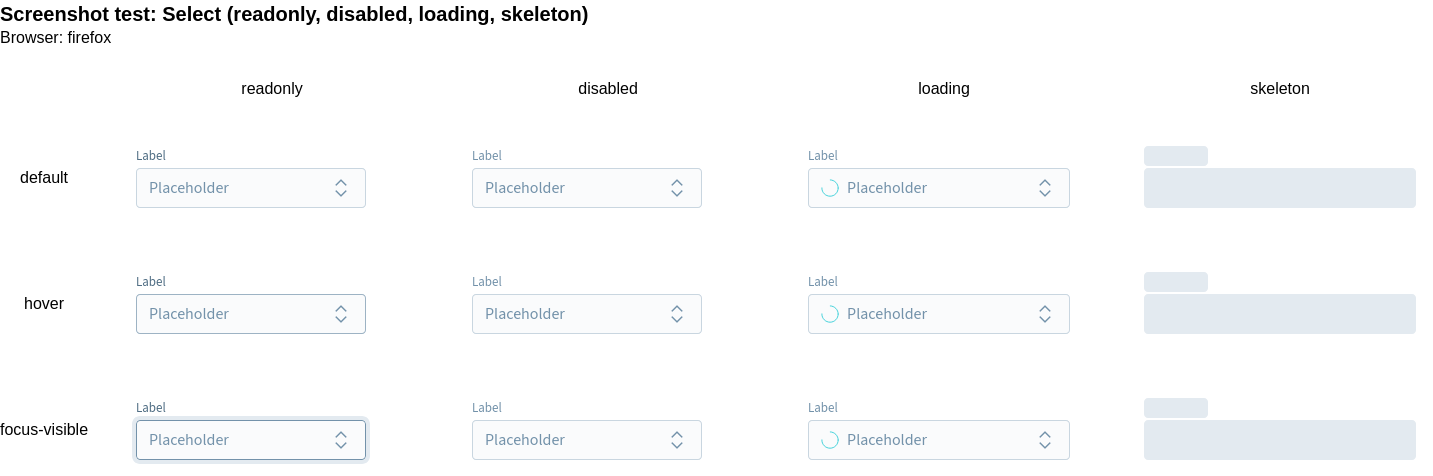 Screenshot test: Select (readonly, disabled, loading, skeleton)
Browser: firefox
readonly disabled loading skeleton
Label Label Label
default Placeholder Placeholder Placeholder
Label Label Label
hover Placeholder Placeholder Placeholder
Label Label Label
focus-visible Placeholder Placeholder Placeholder